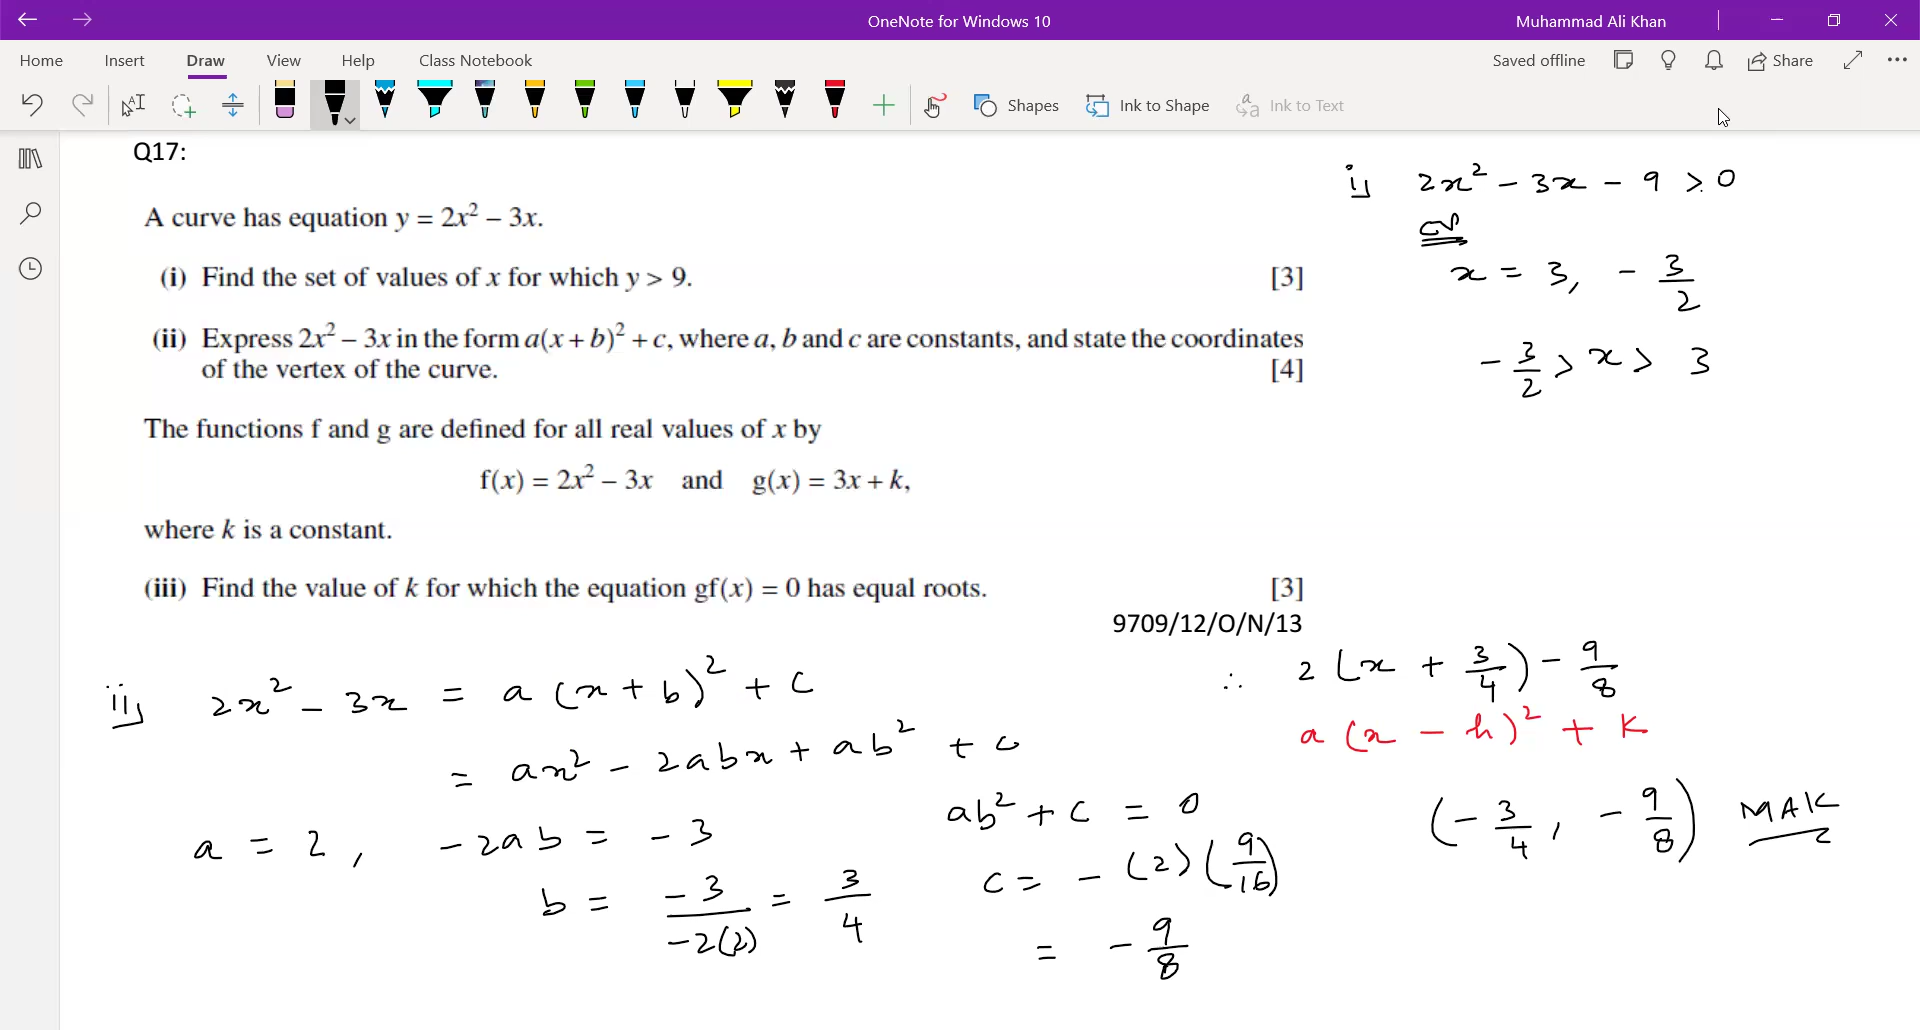 OneNote for Windows 10
Muhammad Ali Khan
Home Insert Draw View Help Class Notebook
Saved offline Share
Shapes Ink to Shape Ink to Text
Q17:
A curve has equation y = 2x² – 3x.
(i) Find the set of values of x for which y > 9. [3]
(ii) Express 2x² – 3x in the form a(x + b)² + c, where a, b and c are constants, and state the coordinates
of the vertex of the curve. [4]
The functions f and g are defined for all real values of x by
f(x) = 2x² – 3x and g(x) = 3x + k,
where k is a constant.
(iii) Find the value of k for which the equation gf(x) = 0 has equal roots. [3]
9709/12/O/N/13
i) 2x² – 3x – 9 > 0
CV
x = 3, – 3/2
– 3/2 > x > 3
ii) 2x² – 3x = a (x + b)² + c
= ax² – 2abx + ab² + c
a = 2, –2ab = –3
b = –3/–2(2) = 3/4
ab² + c = 0
c = – (2)(9/16)
= – 9/8
∴ 2(x + 3/4) – 9/8
a (x – h)² + k
(– 3/4, – 9/8) MAK